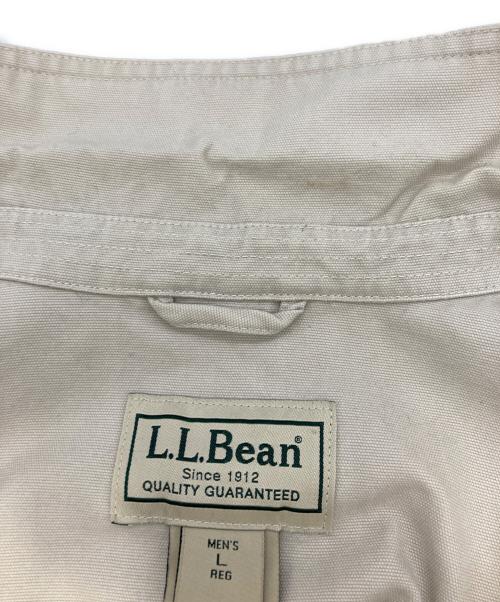 L.L.Bean®
Since 1912
QUALITY GUARANTEED
MEN'S
L
REG